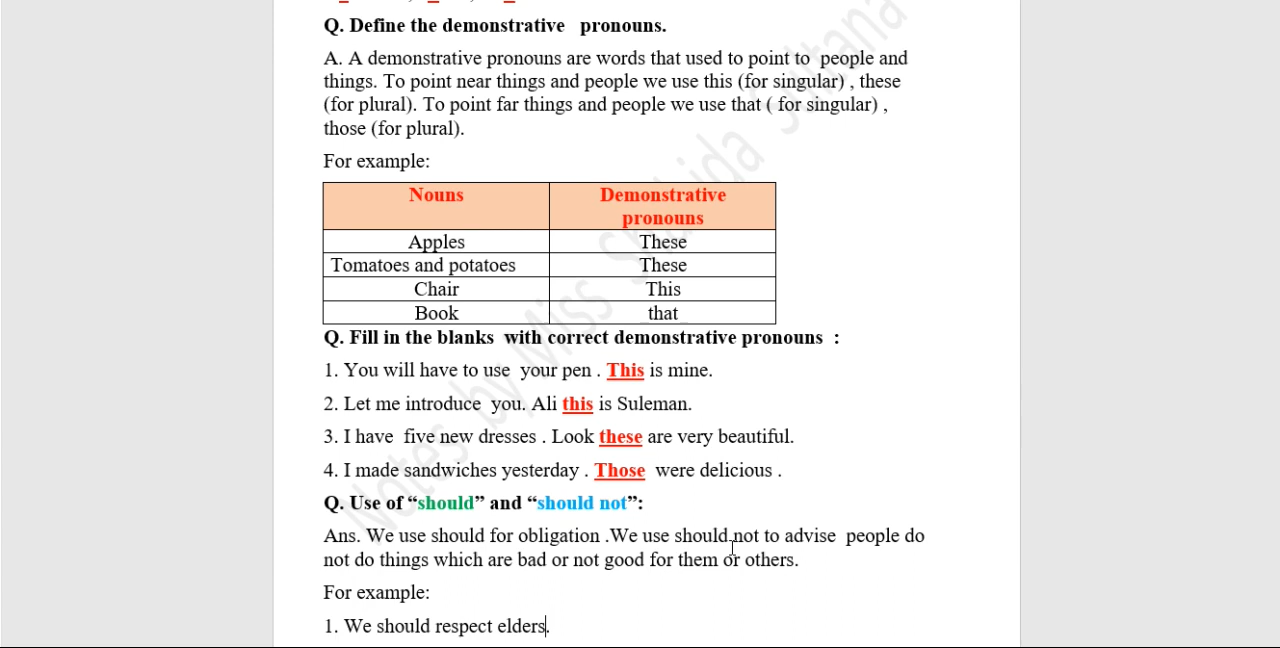 Q. Define the demonstrative pronouns.
A. A demonstrative pronouns are words that used to point to people and
things. To point near things and people we use this (for singular) , these
(for plural). To point far things and people we use that ( for singular) ,
those (for plural).
For example:
Nouns Demonstrative pronouns
Apples These
Tomatoes and potatoes These
Chair This
Book that
Q. Fill in the blanks with correct demonstrative pronouns :
1. You will have to use your pen . This is mine.
2. Let me introduce you. Ali this is Suleman.
3. I have five new dresses . Look these are very beautiful.
4. I made sandwiches yesterday . Those were delicious .
Q. Use of “should” and “should not”:
Ans. We use should for obligation .We use should not to advise people do
not do things which are bad or not good for them or others.
For example:
1. We should respect elders.
Notes by Miss Sultana